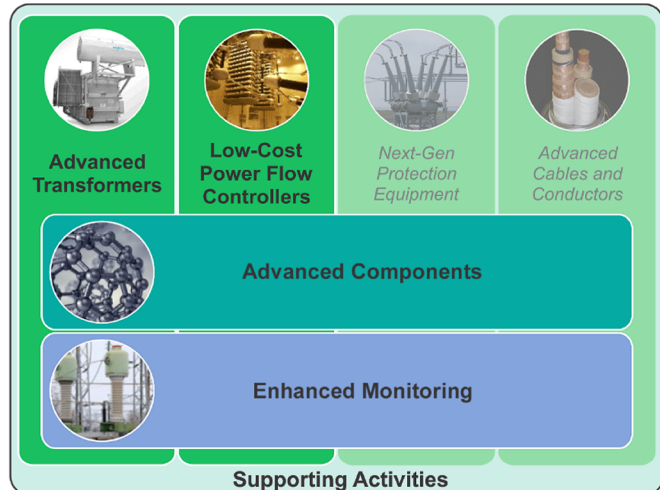 Advanced
Transformers
Low-Cost
Power Flow
Controllers
Next-Gen
Protection
Equipment
Advanced
Cables and
Conductors
Advanced Components
Enhanced Monitoring
Supporting Activities